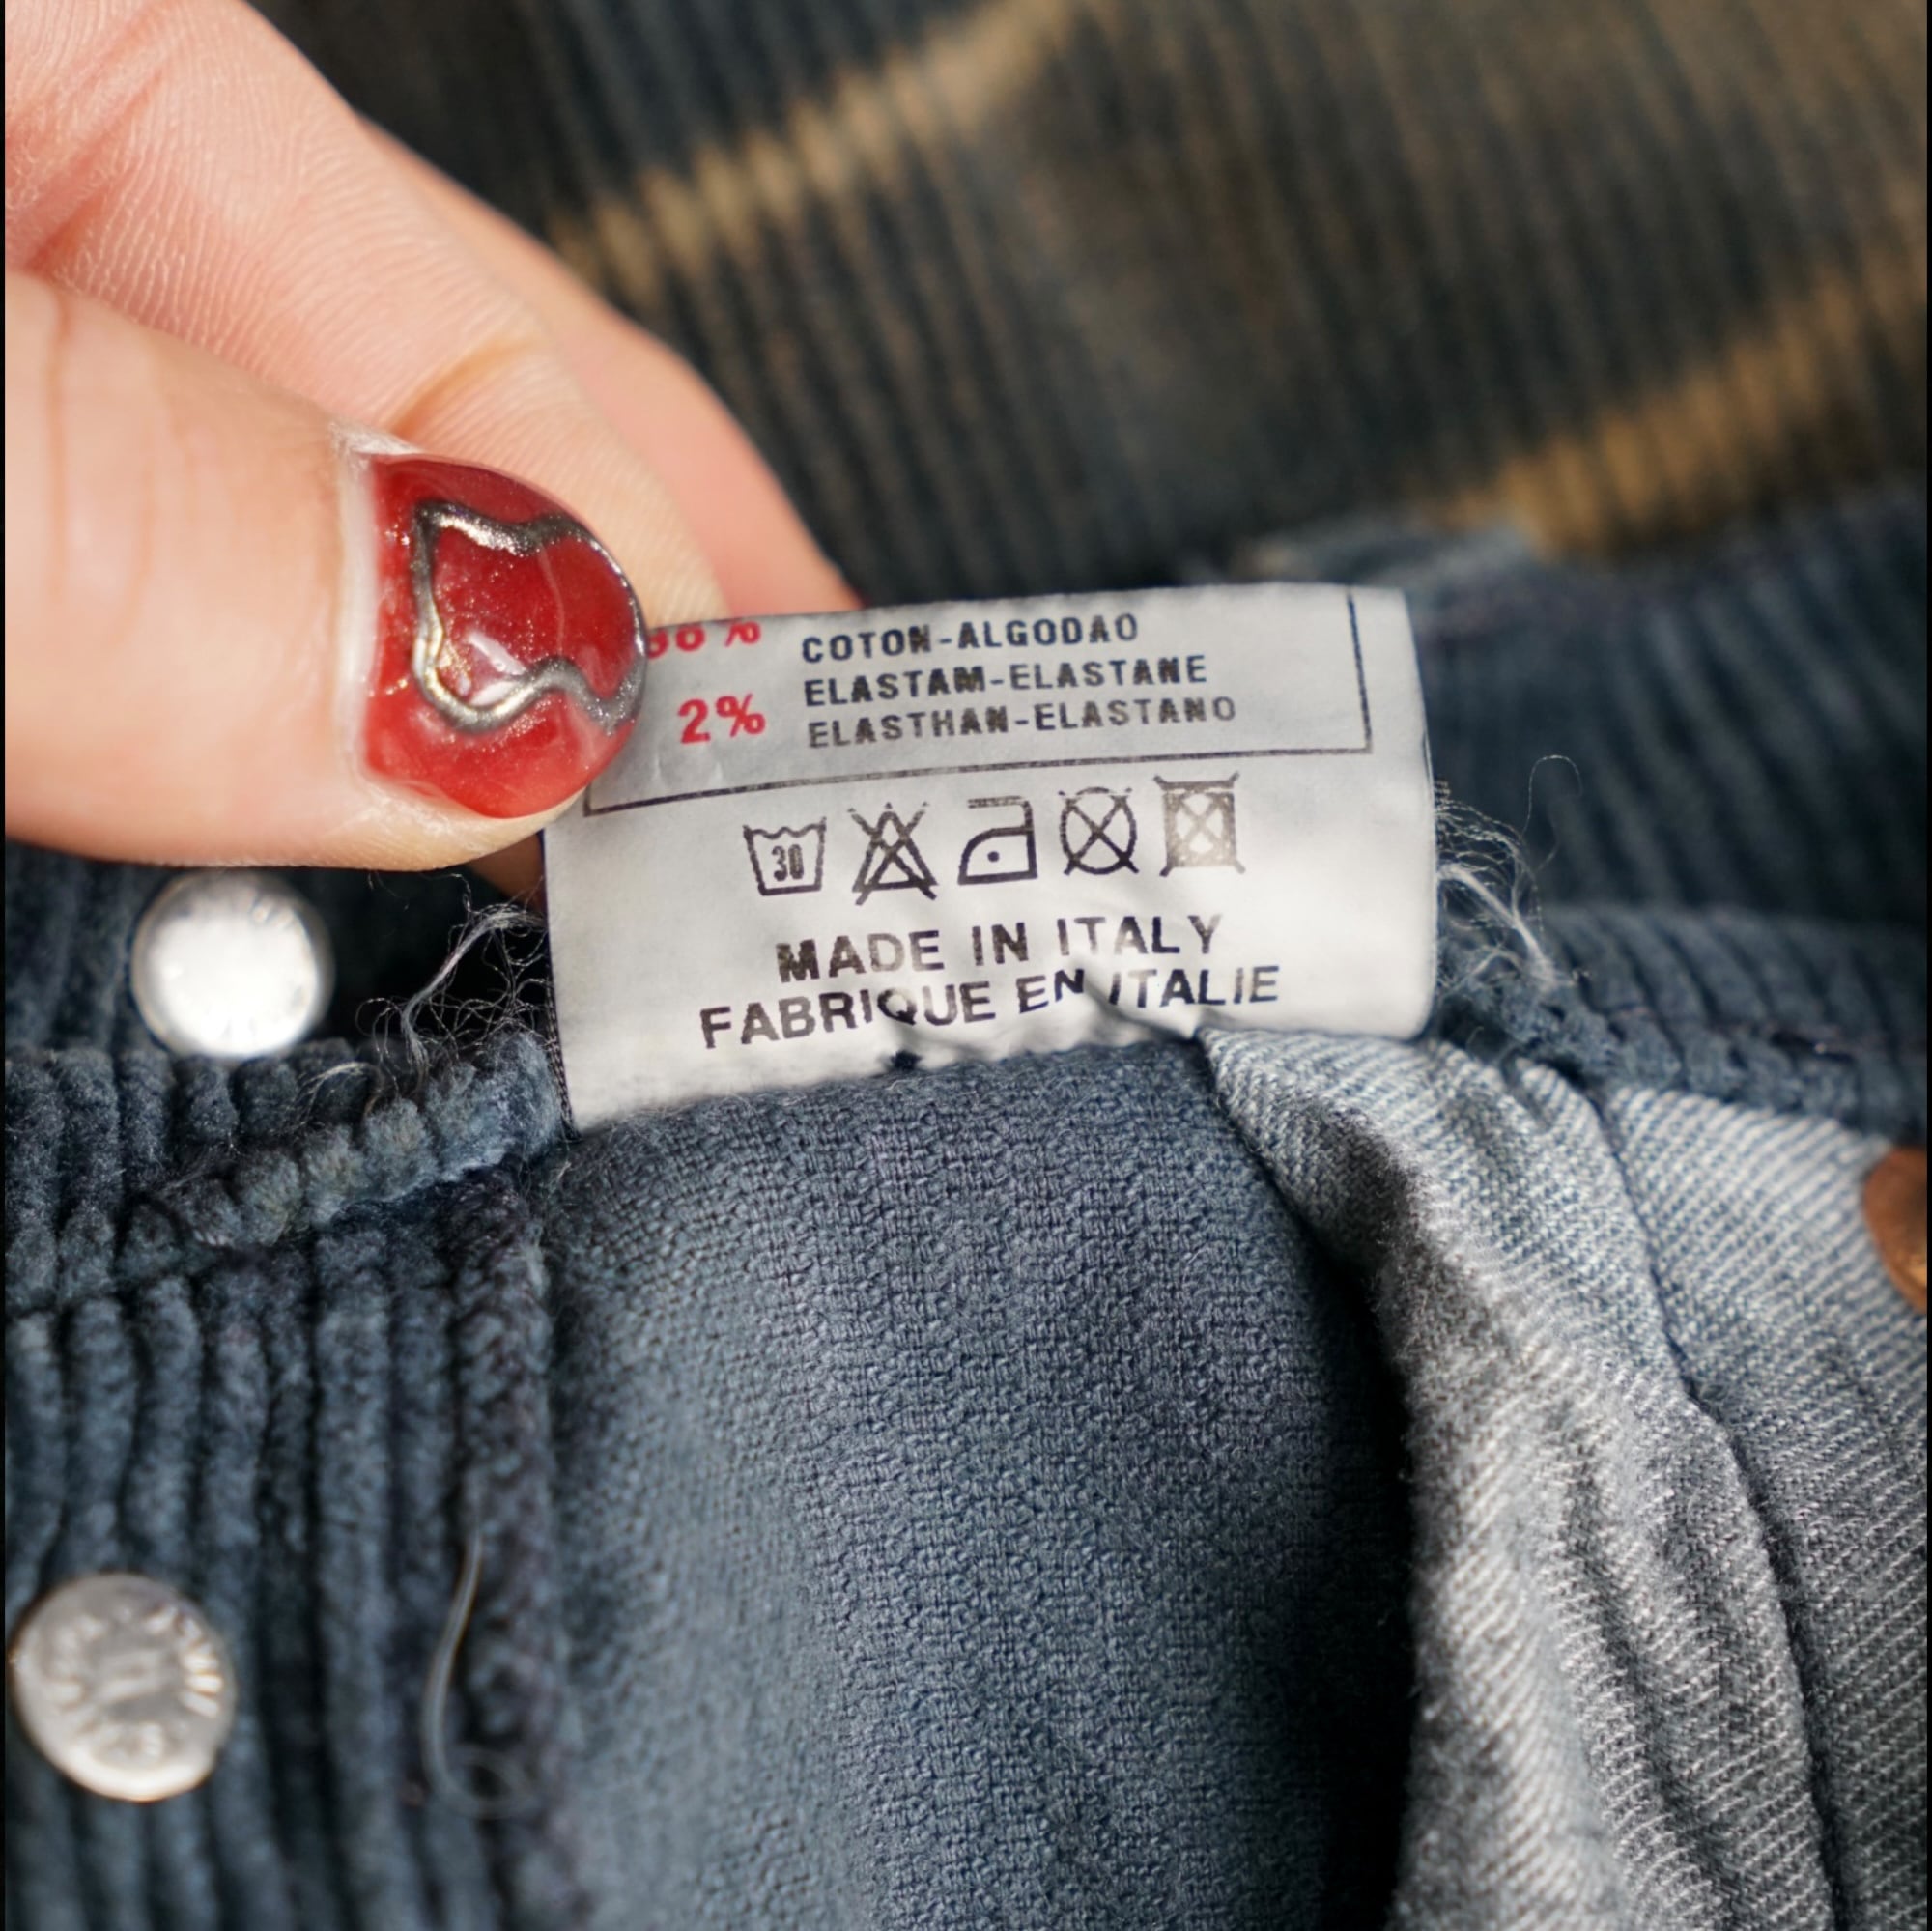 COTON-ALGODAO
ELASTAM-ELASTANE
2% ELASTHAN-ELASTANO
30
MADE IN ITALY
FABRIQUE EN ITALIE